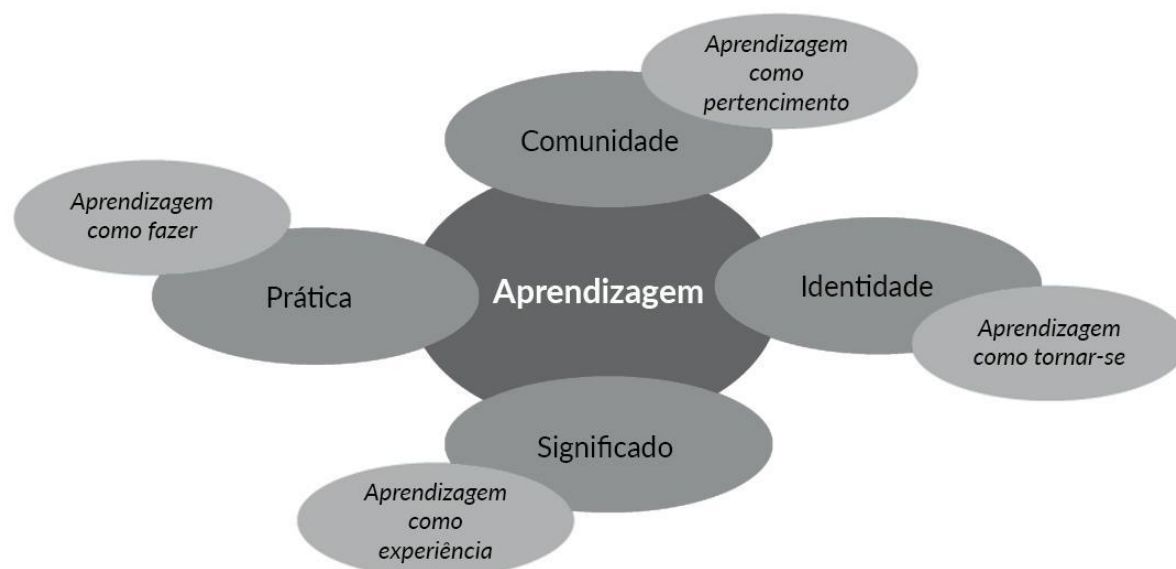 Aprendizagem
como
pertencimento
Comunidade
Aprendizagem
como fazer
Prática
Aprendizagem
Identidade
Aprendizagem
como tornar-se
Significado
Aprendizagem
como
experiência